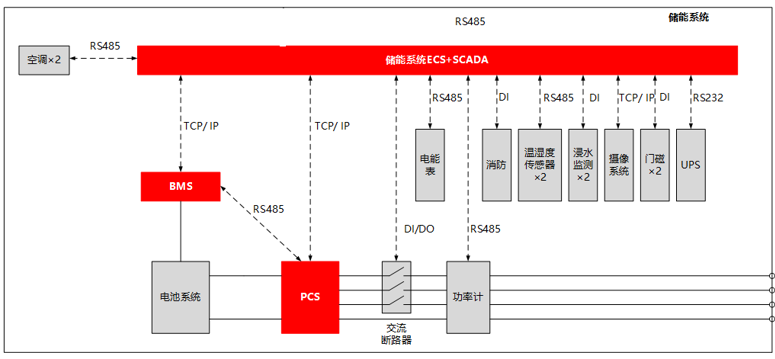 RS485
储能系统
RS485
空调×2
储能系统ECS+SCADA
RS485
DI
RS485
DI
TCP/ IP
DI
RS232
TCP/ IP
TCP/ IP
电能
表
消防
温湿度
传感器
×2
浸水
监测
×2
摄像
系统
门磁
×2
UPS
BMS
RS485
DI/DO
RS485
电池系统
PCS
功率计
交流
断路器